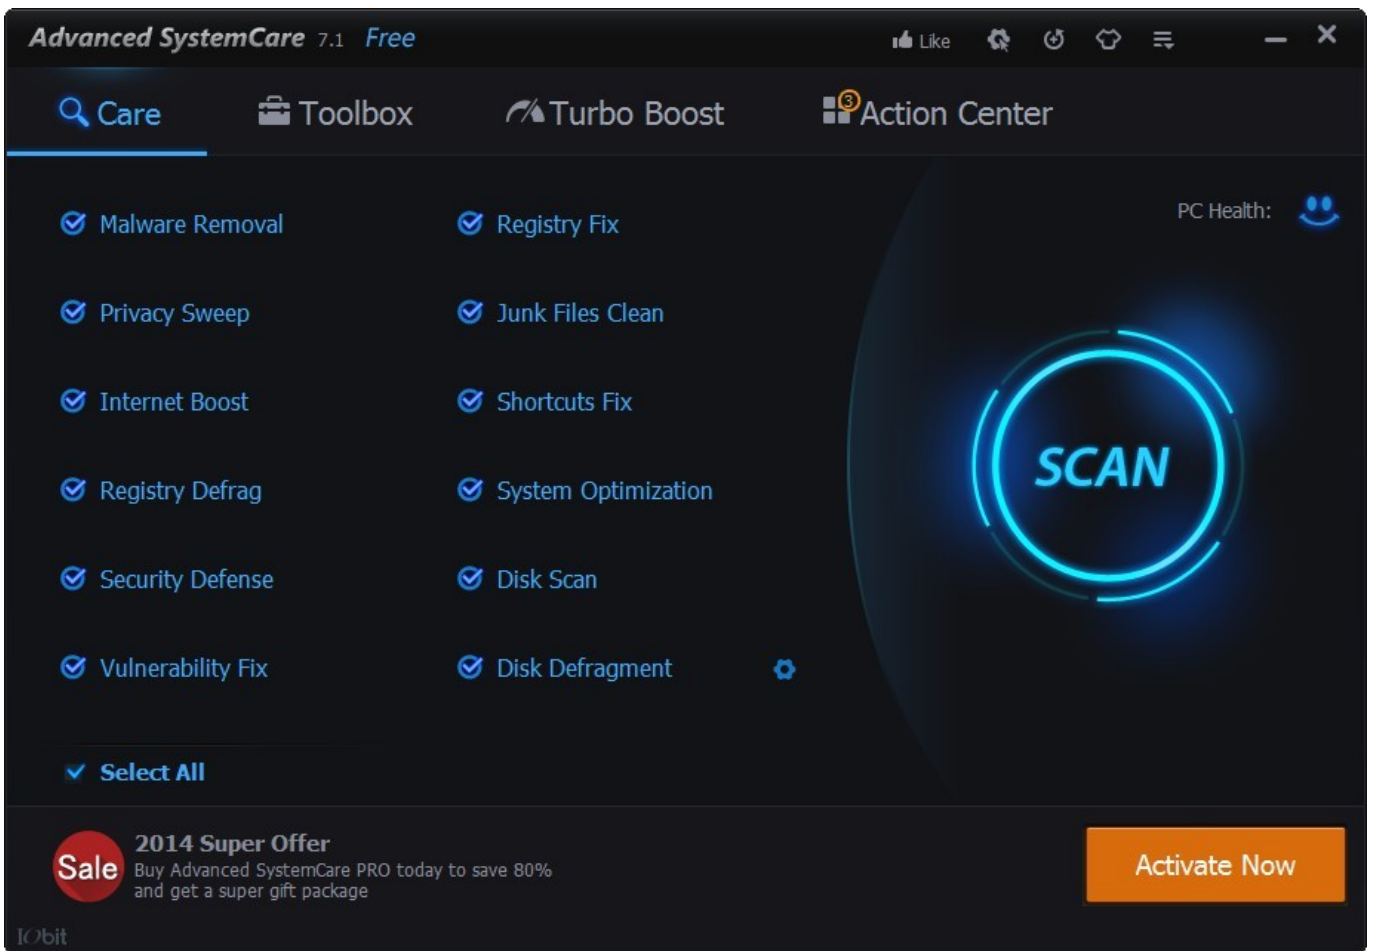 Advanced SystemCare 7.1 Free
Like
Care
Toolbox
Turbo Boost
3
Action Center
Malware Removal
Registry Fix
PC Health:
Privacy Sweep
Junk Files Clean
Internet Boost
Shortcuts Fix
SCAN
Registry Defrag
System Optimization
Security Defense
Disk Scan
Vulnerability Fix
Disk Defragment
Select All
Sale
2014 Super Offer
Buy Advanced SystemCare PRO today to save 80%
and get a super gift package
Activate Now
IObit